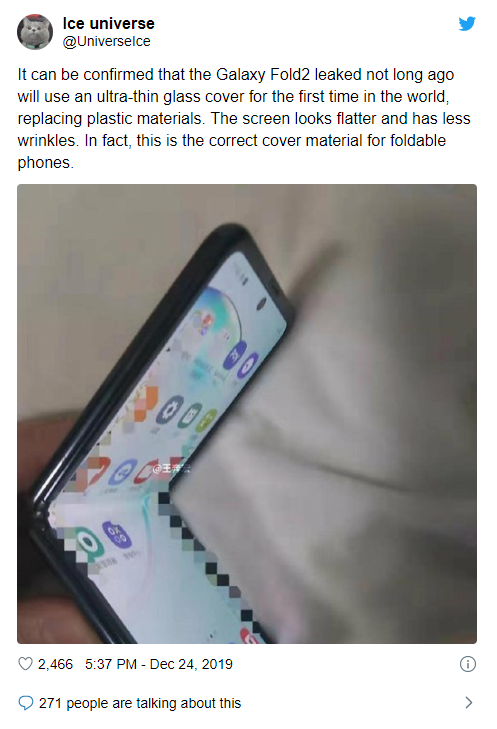 Ice universe
@UniverseIce
It can be confirmed that the Galaxy Fold2 leaked not long ago
will use an ultra-thin glass cover for the first time in the world,
replacing plastic materials. The screen looks flatter and has less
wrinkles. In fact, this is the correct cover material for foldable
phones.
2,466 5:37 PM - Dec 24, 2019
271 people are talking about this